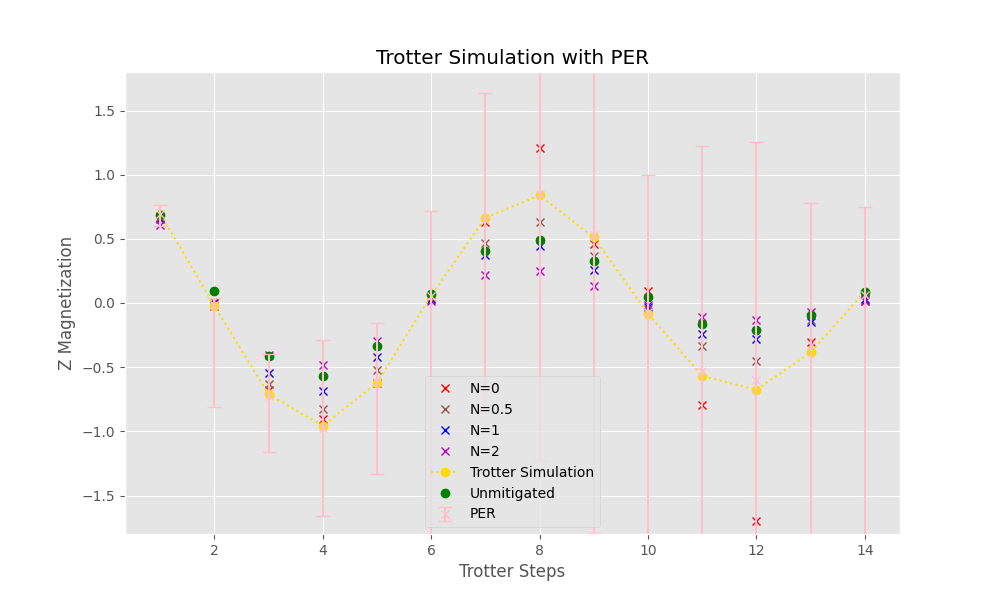 Trotter Simulation with PER
Z Magnetization
1.5
1.0
0.5
0.0
−0.5
−1.0
−1.5
N=0
N=0.5
N=1
N=2
Trotter Simulation
Unmitigated
PER
2 4 6 8 10 12 14
Trotter Steps